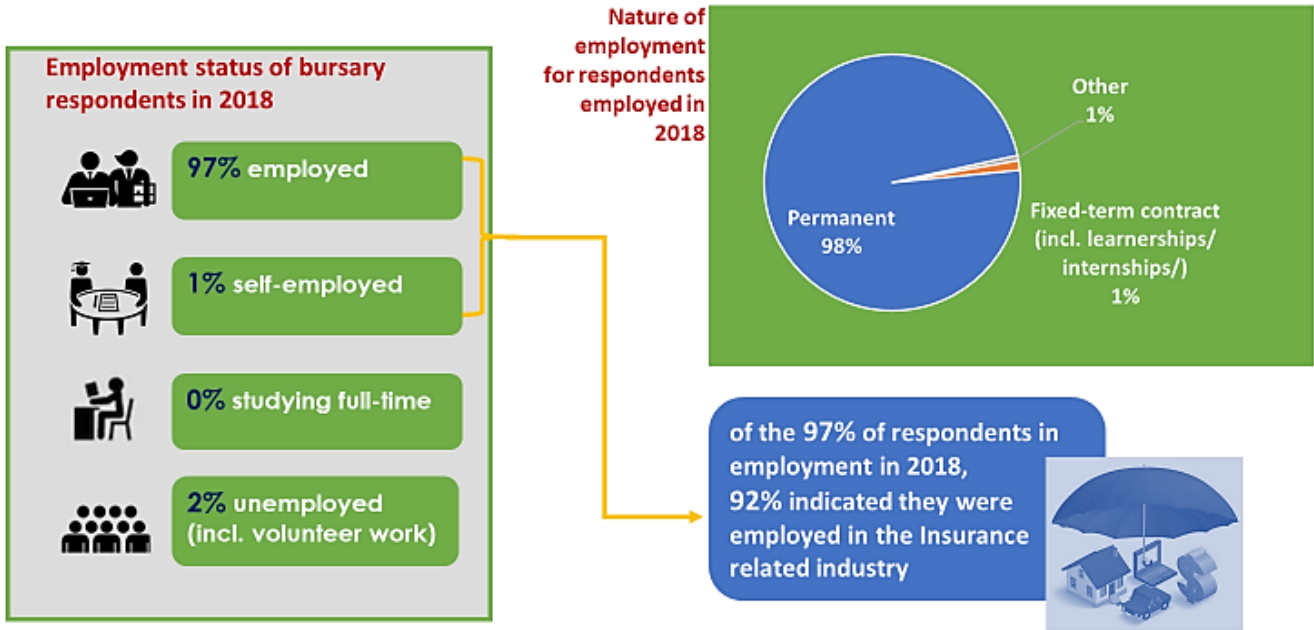 Employment status of bursary
respondents in 2018
97% employed
1% self-employed
0% studying full-time
2% unemployed
(incl. volunteer work)
Nature of
employment
for respondents
employed in
2018
Other
1%
Permanent
98%
Fixed-term contract
(incl. learnerships/
internships/)
1%
of the 97% of respondents in
employment in 2018,
92% indicated they were
employed in the Insurance
related industry
$